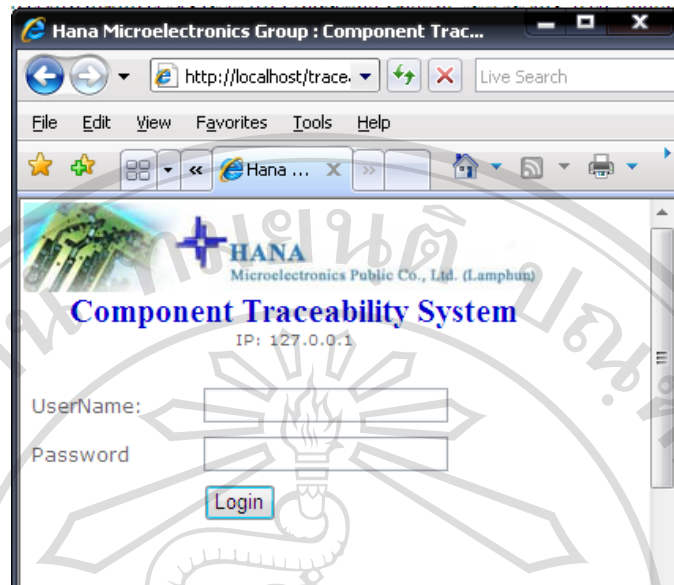 Hana Microelectronics Group : Component Trac...
http://localhost/trace.
Live Search
File Edit View Favorites Tools Help
Hana ...
HANA
Microelectronics Public Co., Ltd. (Lamphun)
Component Traceability System
IP: 127.0.0.1
UserName:
Password
Login